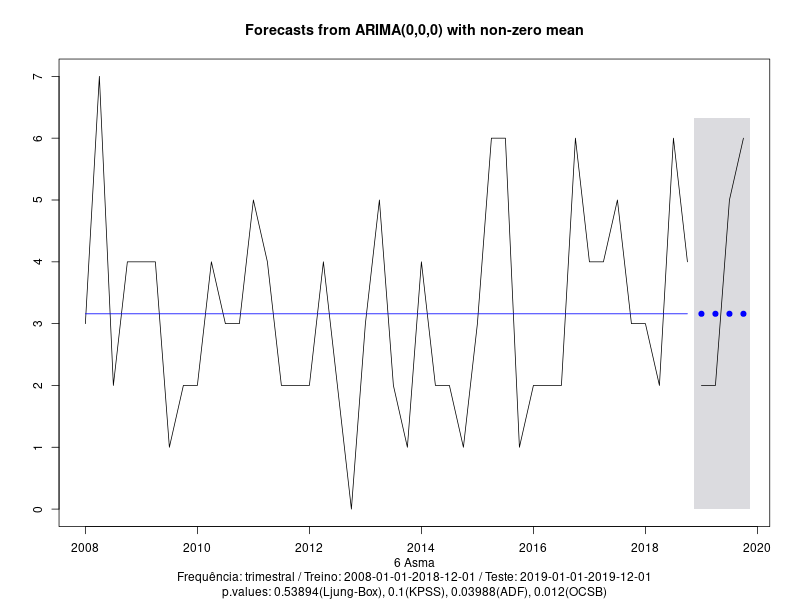 Forecasts from ARIMA(0,0,0) with non-zero mean
7
6
5
4
3
2
1
0
2008 2010 2012 2014 2016 2018 2020
6 Asma
Frequência: trimestral / Treino: 2008-01-01-2018-12-01 / Teste: 2019-01-01-2019-12-01
p.values: 0.53894(Ljung-Box), 0.1(KPSS), 0.03988(ADF), 0.012(OCSB)